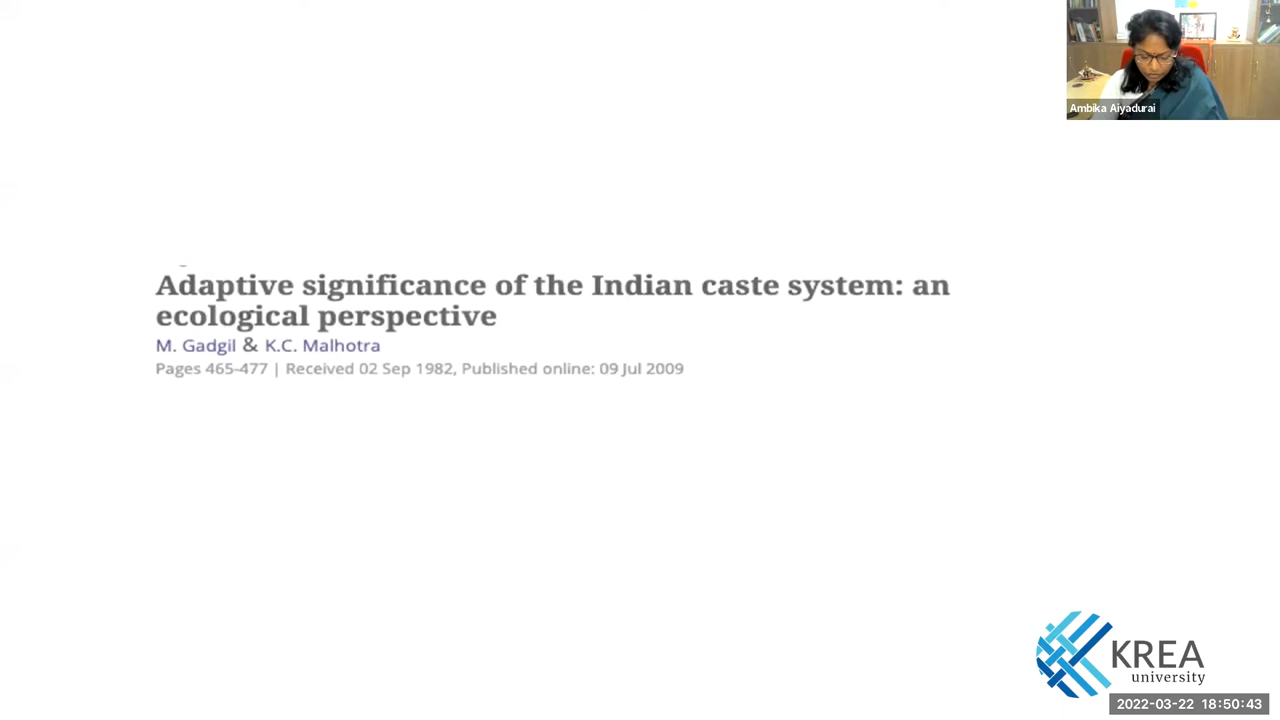 Ambika Aiyadurai
Adaptive significance of the Indian caste system: an
ecological perspective
M. Gadgil & K.C. Malhotra
Pages 465-477 | Received 02 Sep 1982, Published online: 09 Jul 2009
KREA
university
2022-03-22 18:50:43